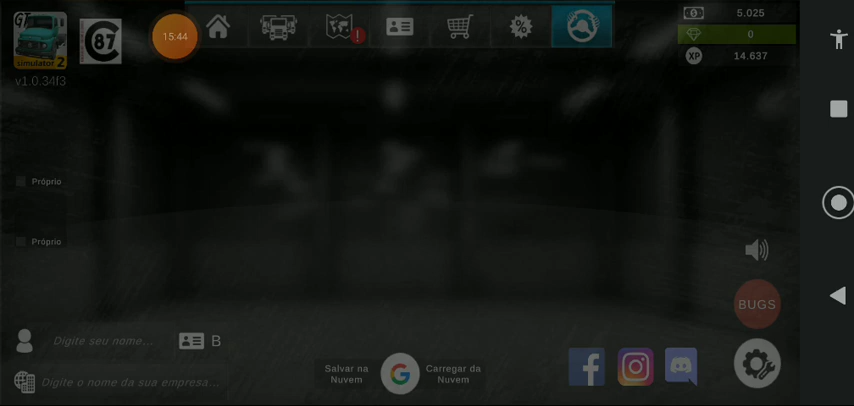 GT
simulator 2
C 87
15:44
5.025
0
XP 14.637
v1.0.34f3
!
Próprio
Próprio
BUGS
Digite seu nome...
B
Salvar na
Nuvem
G
Carregar da
Nuvem
Digite o nome da sua empresa...